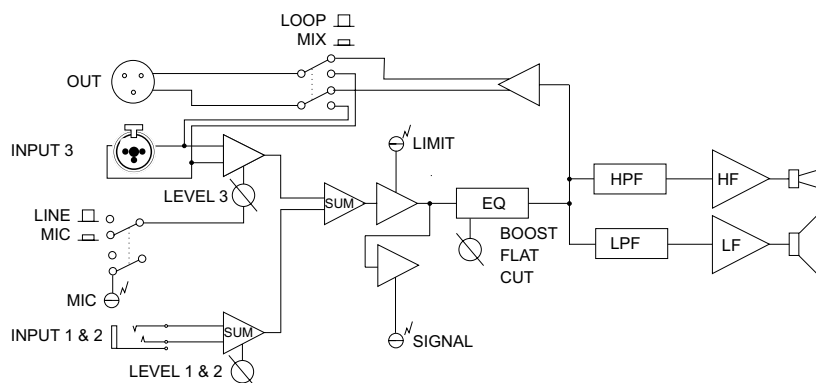 LOOP
MIX
OUT
INPUT 3
LIMIT
LEVEL 3
SUM
HPF
HF
LINE
MIC
EQ
BOOST
FLAT
CUT
LPF
LF
MIC
INPUT 1 & 2
SUM
SIGNAL
LEVEL 1 & 2